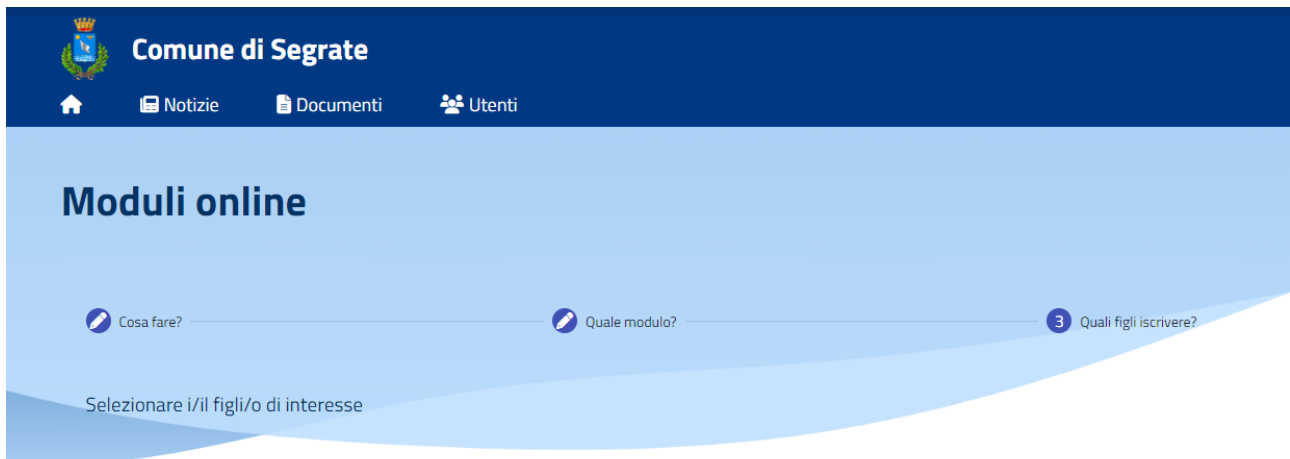 Comune di Segrate
Notizie Documenti Utenti
Moduli online
Cosa fare? Quale modulo? 3 Quali figli iscrivere?
Selezionare i/il figli/o di interesse